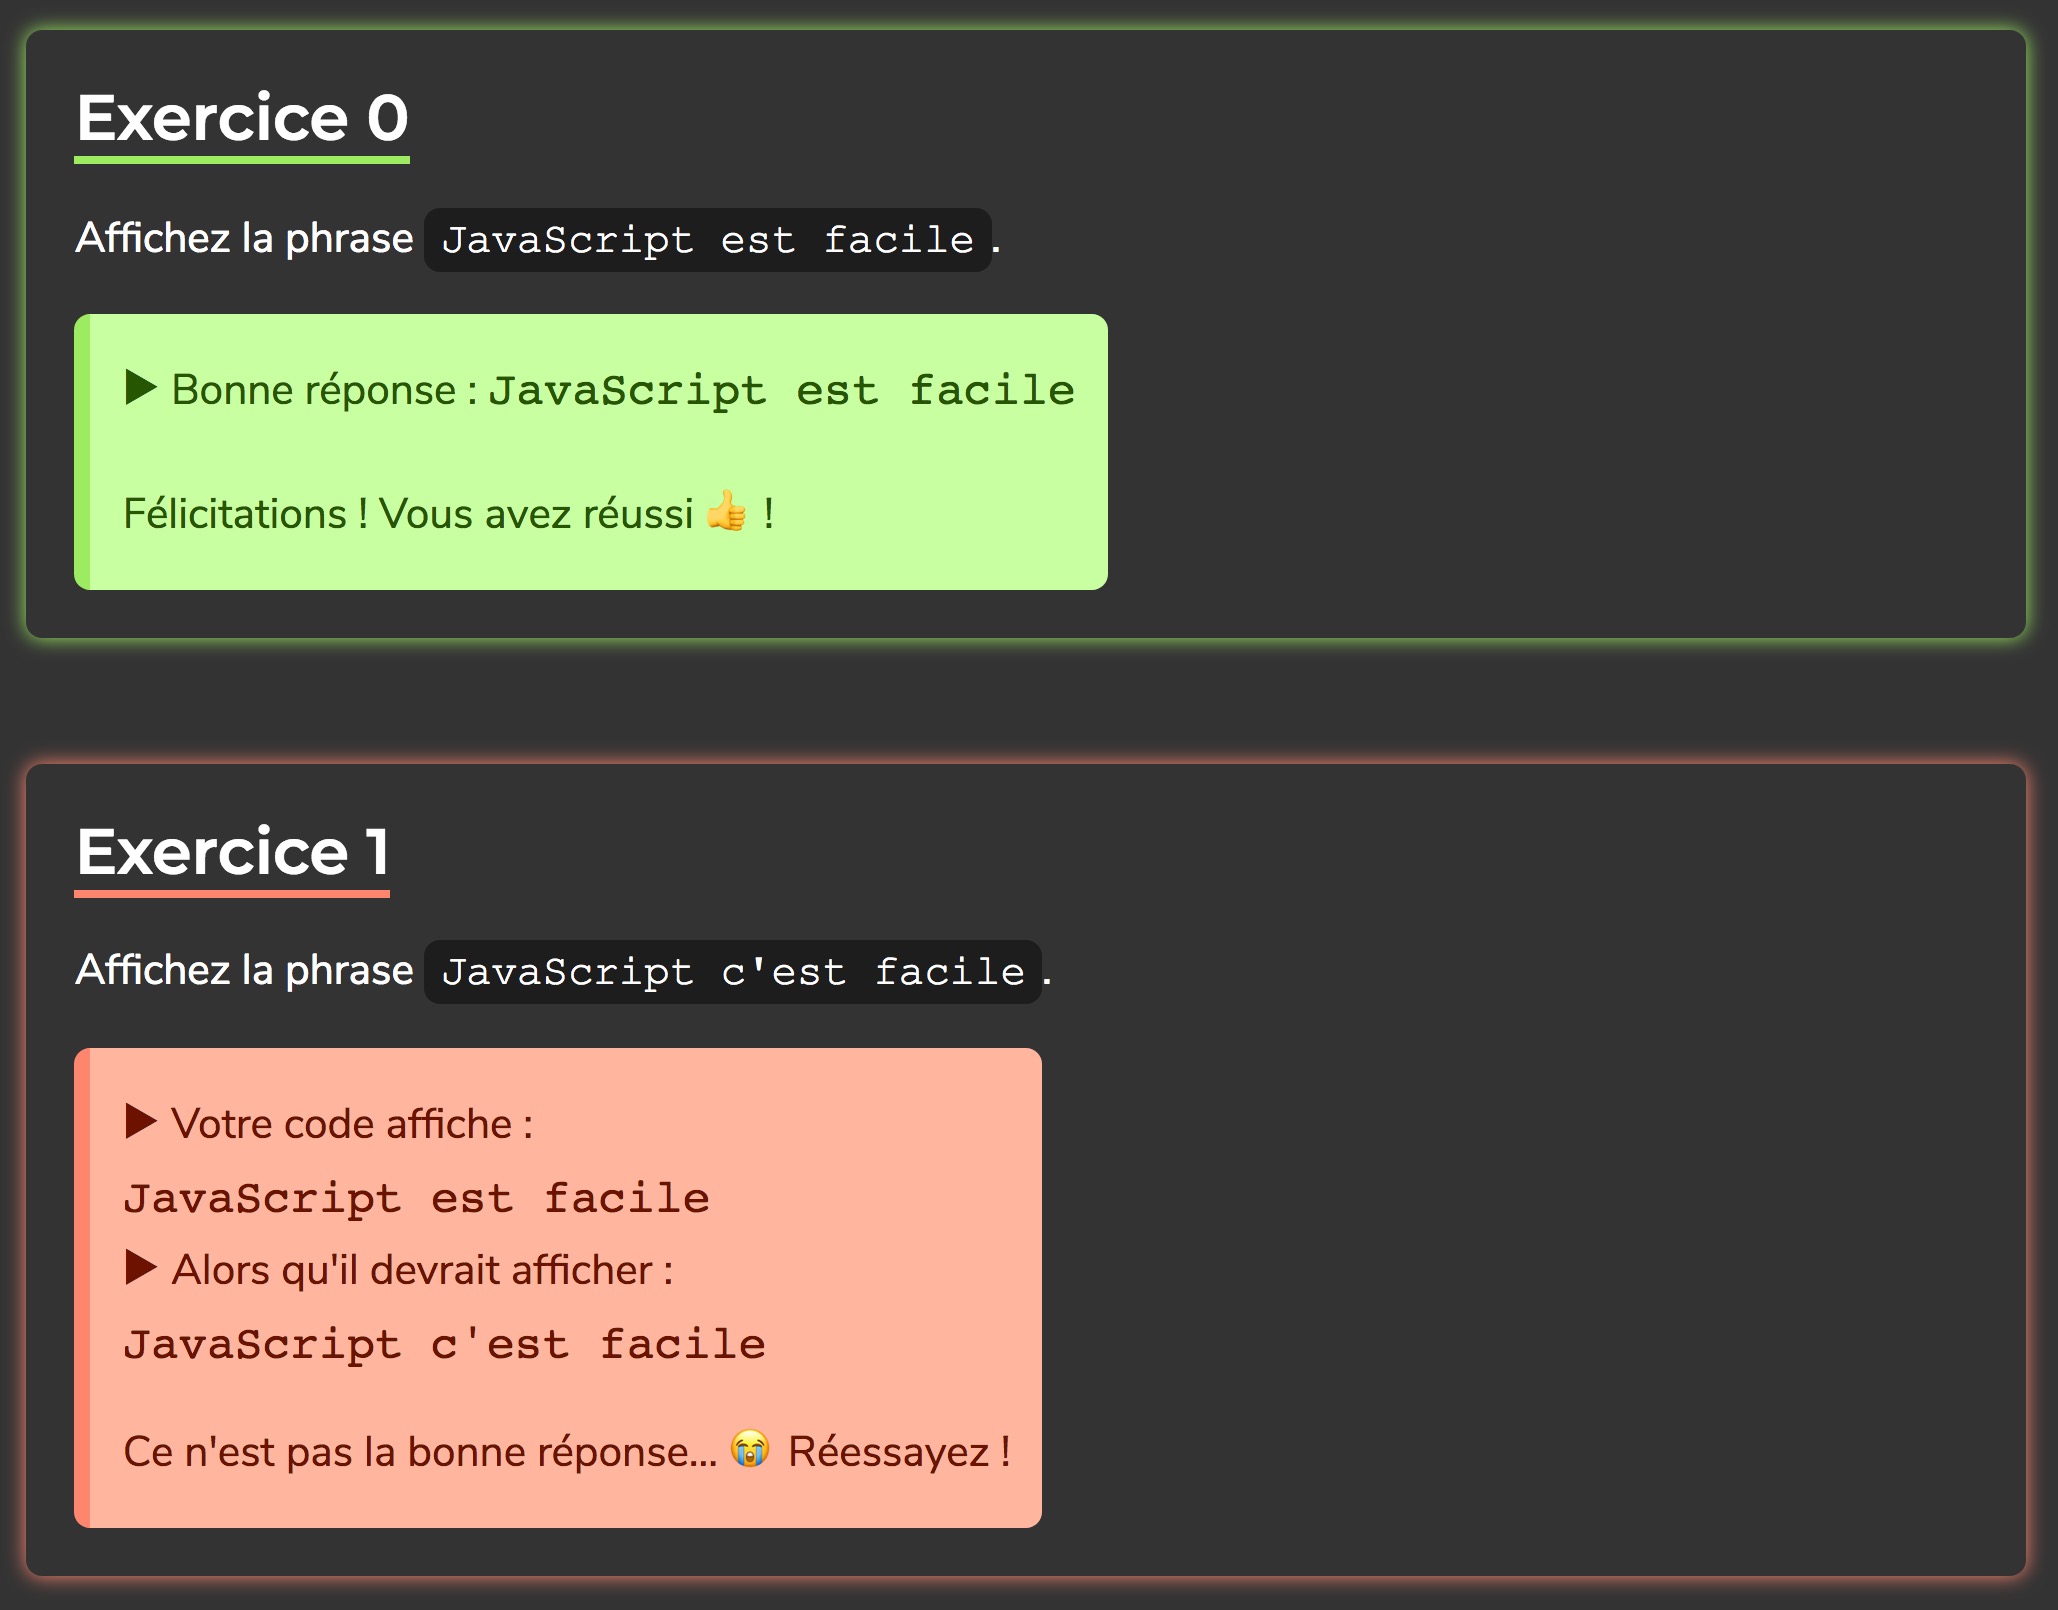 Exercice 0
Affichez la phrase JavaScript est facile.
▶ Bonne réponse : JavaScript est facile
Félicitations ! Vous avez réussi 👍 !
Exercice 1
Affichez la phrase JavaScript c'est facile.
▶ Votre code affiche :
JavaScript est facile
▶ Alors qu'il devrait afficher :
JavaScript c'est facile
Ce n'est pas la bonne réponse... 😭 Réessayez !